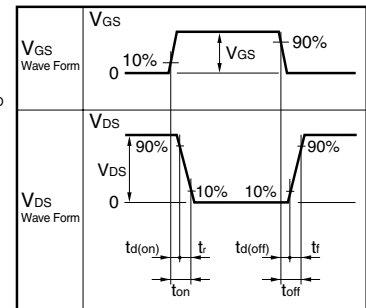 VGS
VGS
Wave Form
10%
VGS
90%
0
VDS
90%
VDS
90%
10%
10%
0
VDS
Wave Form
td(on)
tr
td(off)
tf
ton
toff